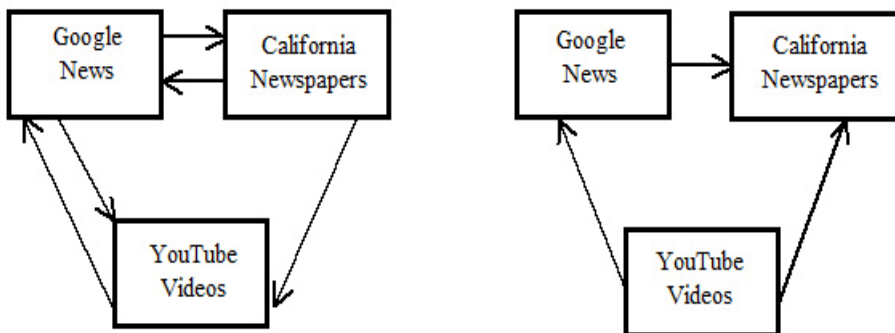 Google
News
California
Newspapers
YouTube
Videos
Google
News
California
Newspapers
YouTube
Videos